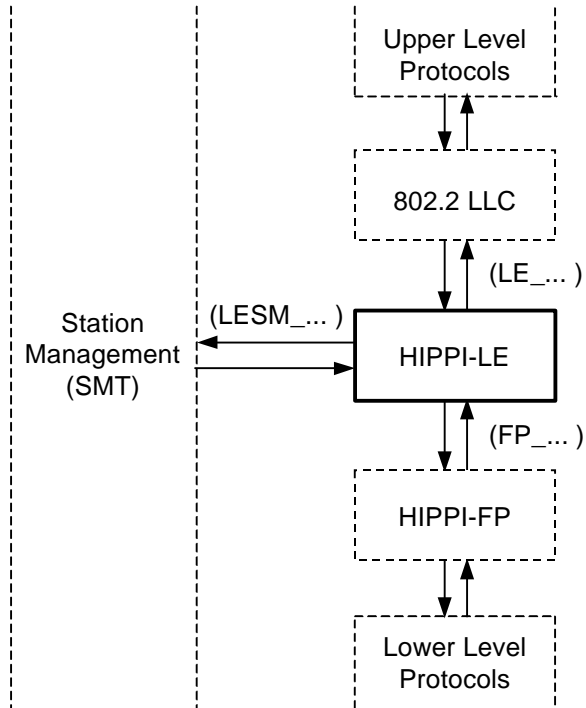 Upper Level
Protocols
802.2 LLC
(LE_... )
(LESM_... )
Station
Management
(SMT)
HIPPI-LE
(FP_... )
HIPPI-FP
Lower Level
Protocols